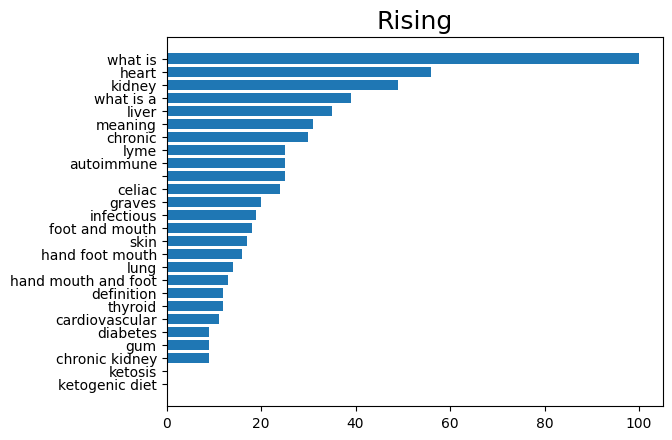 Rising
what is
heart
kidney
what is a
liver
meaning
chronic
lyme
autoimmune
celiac
graves
infectious
foot and mouth
skin
hand foot mouth
lung
hand mouth and foot
definition
thyroid
cardiovascular
diabetes
gum
chronic kidney
ketosis
ketogenic diet
0 20 40 60 80 100